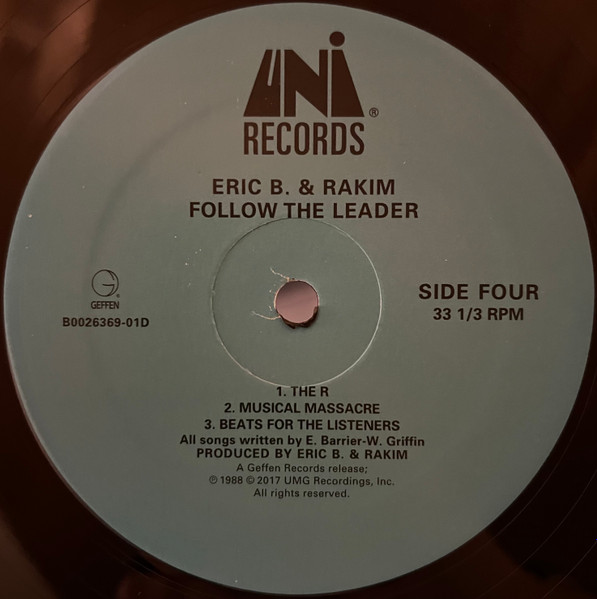 UNi ®
RECORDS
ERIC B. & RAKIM
FOLLOW THE LEADER
GEFFEN®
B0026369-01D
SIDE FOUR
33 1/3 RPM
1. THE R
2. MUSICAL MASSACRE
3. BEATS FOR THE LISTENERS
All songs written by E. Barrier-W. Griffin
PRODUCED BY ERIC B. & RAKIM
A Geffen Records release;
℗ 1988 © 2017 UMG Recordings, Inc.
All rights reserved.